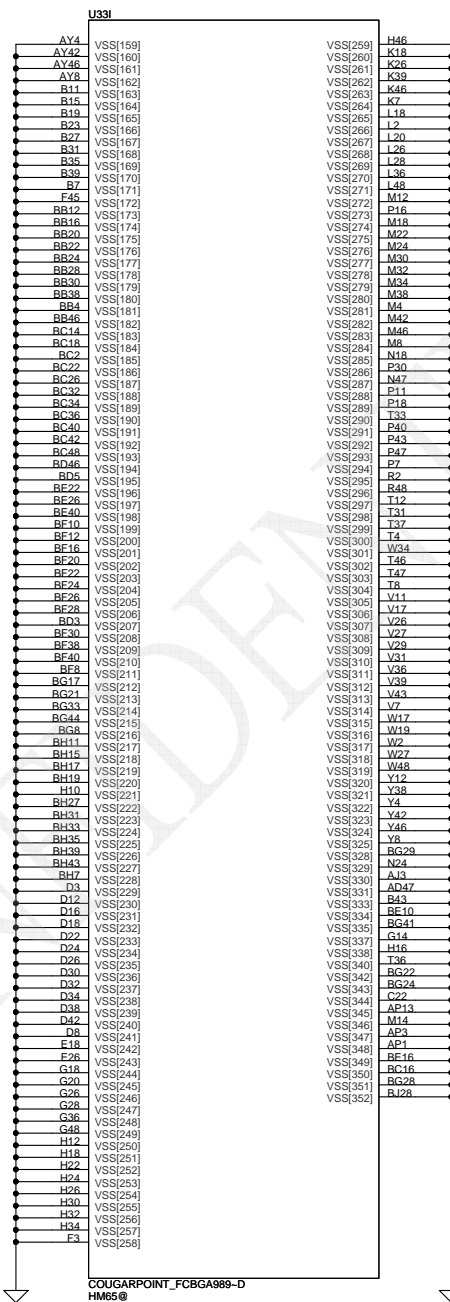 U33I
AY4 VSS[159]
AY42 VSS[160]
AY46 VSS[161]
AY8 VSS[162]
B11 VSS[163]
B15 VSS[164]
B19 VSS[165]
B23 VSS[166]
B27 VSS[167]
B31 VSS[168]
B35 VSS[169]
B39 VSS[170]
B7 VSS[171]
F45 VSS[172]
BB12 VSS[173]
BB16 VSS[174]
BB20 VSS[175]
BB22 VSS[176]
BB24 VSS[177]
BB28 VSS[178]
BB30 VSS[179]
BB38 VSS[180]
BB4 VSS[181]
BB46 VSS[182]
BC14 VSS[183]
BC18 VSS[184]
BC2 VSS[185]
BC22 VSS[186]
BC26 VSS[187]
BC32 VSS[188]
BC34 VSS[189]
BC36 VSS[190]
BC40 VSS[191]
BC42 VSS[192]
BC48 VSS[193]
BD46 VSS[194]
BD5 VSS[195]
BE22 VSS[196]
BE26 VSS[197]
BE40 VSS[198]
BF10 VSS[199]
BF12 VSS[200]
BF16 VSS[201]
BF20 VSS[202]
BF22 VSS[203]
BF24 VSS[204]
BF26 VSS[205]
BF28 VSS[206]
BD3 VSS[207]
BF30 VSS[208]
BF38 VSS[209]
BF40 VSS[210]
BF8 VSS[211]
BG17 VSS[212]
BG21 VSS[213]
BG33 VSS[214]
BG44 VSS[215]
BG8 VSS[216]
BH11 VSS[217]
BH15 VSS[218]
BH17 VSS[219]
BH19 VSS[220]
H10 VSS[221]
BH27 VSS[222]
BH31 VSS[223]
BH33 VSS[224]
BH35 VSS[225]
BH39 VSS[226]
BH43 VSS[227]
BH7 VSS[228]
D3 VSS[229]
D12 VSS[230]
D16 VSS[231]
D18 VSS[232]
D22 VSS[233]
D24 VSS[234]
D26 VSS[235]
D30 VSS[236]
D32 VSS[237]
D34 VSS[238]
D38 VSS[239]
D42 VSS[240]
D8 VSS[241]
E18 VSS[242]
E26 VSS[243]
G18 VSS[244]
G20 VSS[245]
G26 VSS[246]
G28 VSS[247]
G36 VSS[248]
G48 VSS[249]
H12 VSS[250]
H18 VSS[251]
H22 VSS[252]
H24 VSS[253]
H26 VSS[254]
H30 VSS[255]
H32 VSS[256]
H34 VSS[257]
F3 VSS[258]
VSS[259] H46
VSS[260] K18
VSS[261] K26
VSS[262] K39
VSS[263] K46
VSS[264] K7
VSS[265] L18
VSS[266] L2
VSS[267] L20
VSS[268] L26
VSS[269] L28
VSS[270] L36
VSS[271] L48
VSS[272] M12
VSS[273] P16
VSS[274] M18
VSS[275] M22
VSS[276] M24
VSS[277] M30
VSS[278] M32
VSS[279] M34
VSS[280] M38
VSS[281] M4
VSS[282] M42
VSS[283] M46
VSS[284] M8
VSS[285] N18
VSS[286] P30
VSS[287] N47
VSS[288] P11
VSS[289] P18
VSS[290] T33
VSS[291] P40
VSS[292] P43
VSS[293] P47
VSS[294] P7
VSS[295] R2
VSS[296] R48
VSS[297] T12
VSS[298] T31
VSS[299] T37
VSS[300] T4
VSS[301] W34
VSS[302] T46
VSS[303] T47
VSS[304] T8
VSS[305] V11
VSS[306] V17
VSS[307] V26
VSS[308] V27
VSS[309] V29
VSS[310] V31
VSS[311] V36
VSS[312] V39
VSS[313] V43
VSS[314] V7
VSS[315] W17
VSS[316] W19
VSS[317] W2
VSS[318] W27
VSS[319] W48
VSS[320] Y12
VSS[321] Y38
VSS[322] Y4
VSS[323] Y42
VSS[324] Y46
VSS[325] Y8
VSS[328] BG29
VSS[329] N24
VSS[330] AJ3
VSS[331] AD47
VSS[333] B43
VSS[334] BE10
VSS[335] BG41
VSS[337] G14
VSS[338] H16
VSS[340] T36
VSS[342] BG22
VSS[343] BG24
VSS[344] C22
VSS[345] AP13
VSS[346] M14
VSS[347] AP3
VSS[348] AP1
VSS[349] BE16
VSS[350] BC16
VSS[351] BG28
VSS[352] BJ28
COUGARPOINT_FCBGA989~D
HM65@